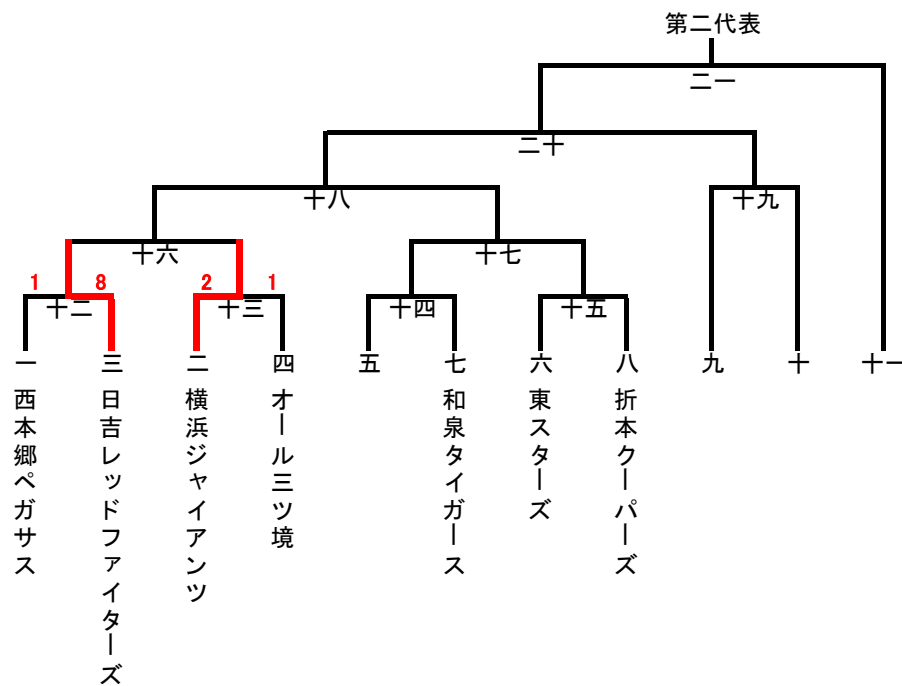 第二代表
二一
二十
十八
十九
十六
十七
1
8
2
1
十二
十三
十四
十五
一
三
二
四
五
七
六
八
九
十
十一
西本郷ペガサス
日吉レッドファイターズ
横浜ジャイアンツ
オール三ツ境
和泉タイガース
東スターズ
折本クーパーズ